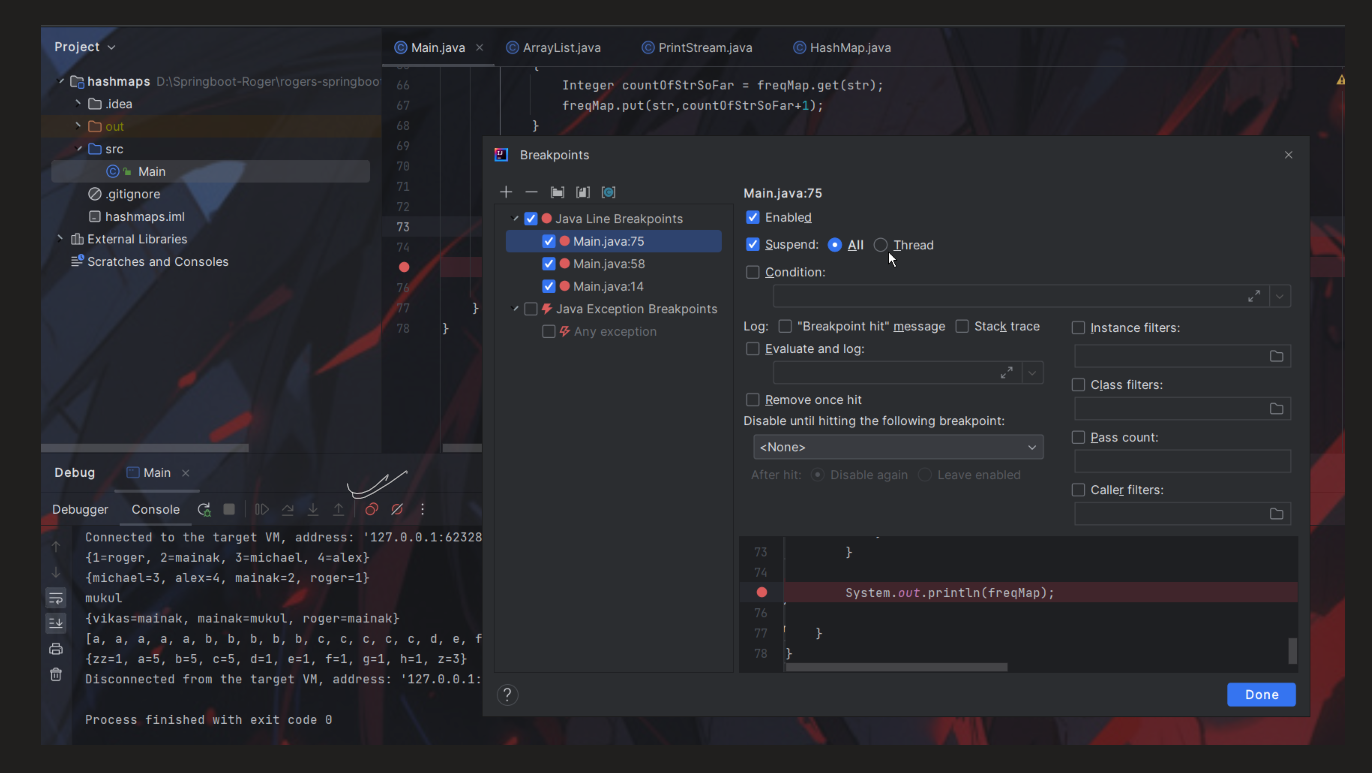 Project
Main.java
ArrayList.java
PrintStream.java
HashMap.java
hashmaps D:\Springboot-Roger\rogers-springboo
.idea
out
src
Main
.gitignore
hashmaps.iml
External Libraries
Scratches and Consoles
66 Integer countOfStrSoFar = freqMap.get(str);
67 freqMap.put(str,countOfStrSoFar+1);
68 }
69
70
71
72
73
74
76
77 }
78 }
Breakpoints
Java Line Breakpoints
Main.java:75
Main.java:58
Main.java:14
Java Exception Breakpoints
Any exception
Main.java:75
Enabled
Suspend: All Thread
Condition:
Log: "Breakpoint hit" message Stack trace
Evaluate and log:
Remove once hit
Disable until hitting the following breakpoint:
<None>
After hit: Disable again Leave enabled
Instance filters:
Class filters:
Pass count:
Caller filters:
73 }
74
System.out.println(freqMap);
76
77 }
78 }
? Done
Debug Main
Debugger Console
Connected to the target VM, address: '127.0.0.1:62328
{1=roger, 2=mainak, 3=michael, 4=alex}
{michael=3, alex=4, mainak=2, roger=1}
mukul
{vikas=mainak, mainak=mukul, roger=mainak}
[a, a, a, a, a, b, b, b, b, b, c, c, c, c, c, d, e, f
{zz=1, a=5, b=5, c=5, d=1, e=1, f=1, g=1, h=1, z=3}
Disconnected from the target VM, address: '127.0.0.1:
Process finished with exit code 0